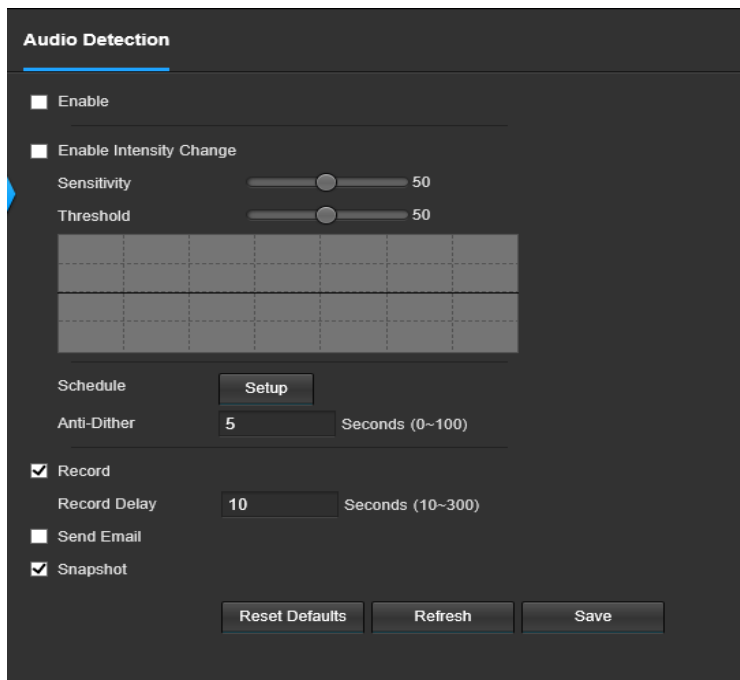 Audio Detection
Enable
Enable Intensity Change
Sensitivity 50
Threshold 50
Schedule Setup
Anti-Dither 5 Seconds (0~100)
Record
Record Delay 10 Seconds (10~300)
Send Email
Snapshot
Reset Defaults Refresh Save